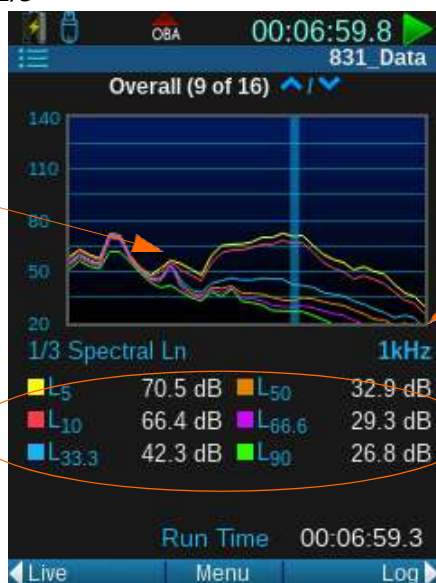 OBA 00:06:59.8
831_Data
Overall (9 of 16) /
140
110
80
50
20
1/3 Spectral Ln 1kHz
L5 70.5 dB L50 32.9 dB
L10 66.4 dB L66.6 29.3 dB
L33.3 42.3 dB L90 26.8 dB
Run Time 00:06:59.3
Live Menu Log